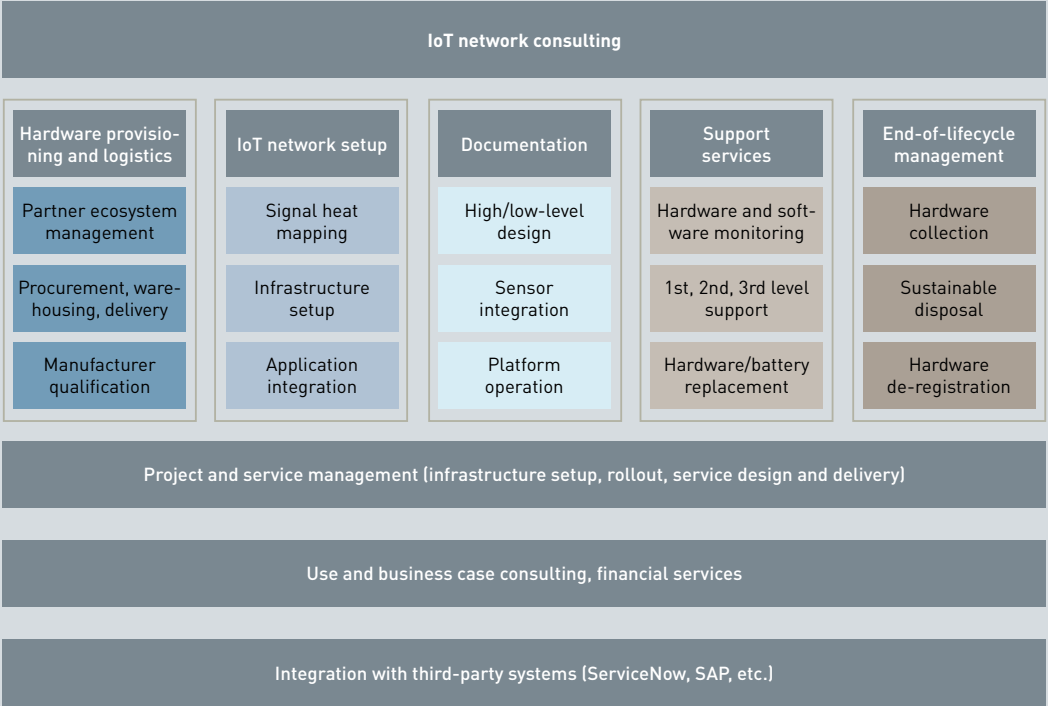 IoT network consulting
Hardware provisio-
ning and logistics
Partner ecosystem
management
Procurement, ware-
housing, delivery
Manufacturer
qualification
IoT network setup
Signal heat
mapping
Infrastructure
setup
Application
integration
Documentation
High/low-level
design
Sensor
integration
Platform
operation
Support
services
Hardware and soft-
ware monitoring
1st, 2nd, 3rd level
support
Hardware/battery
replacement
End-of-lifecycle
management
Hardware
collection
Sustainable
disposal
Hardware
de-registration
Project and service management (infrastructure setup, rollout, service design and delivery)
Use and business case consulting, financial services
Integration with third-party systems (ServiceNow, SAP, etc.)